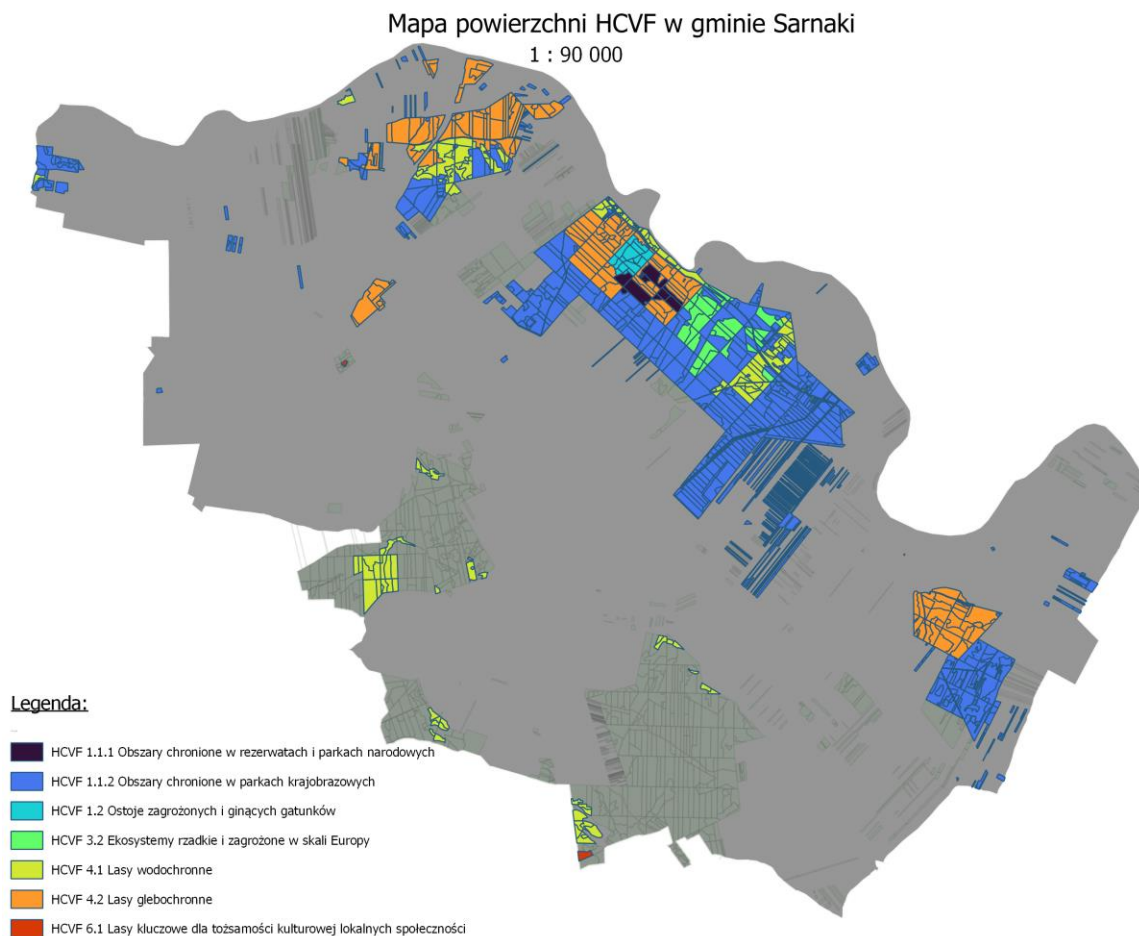 Mapa powierzchni HCVF w gminie Sarnaki
1 : 90 000
Legenda:
HCVF 1.1.1 Obszary chronione w rezerwatach i parkach narodowych
HCVF 1.1.2 Obszary chronione w parkach krajobrazowych
HCVF 1.2 Ostoje zagrożonych i ginących gatunków
HCVF 3.2 Ekosystemy rzadkie i zagrożone w skali Europy
HCVF 4.1 Lasy wodochronne
HCVF 4.2 Lasy glebochronne
HCVF 6.1 Lasy kluczowe dla tożsamości kulturowej lokalnych społeczności